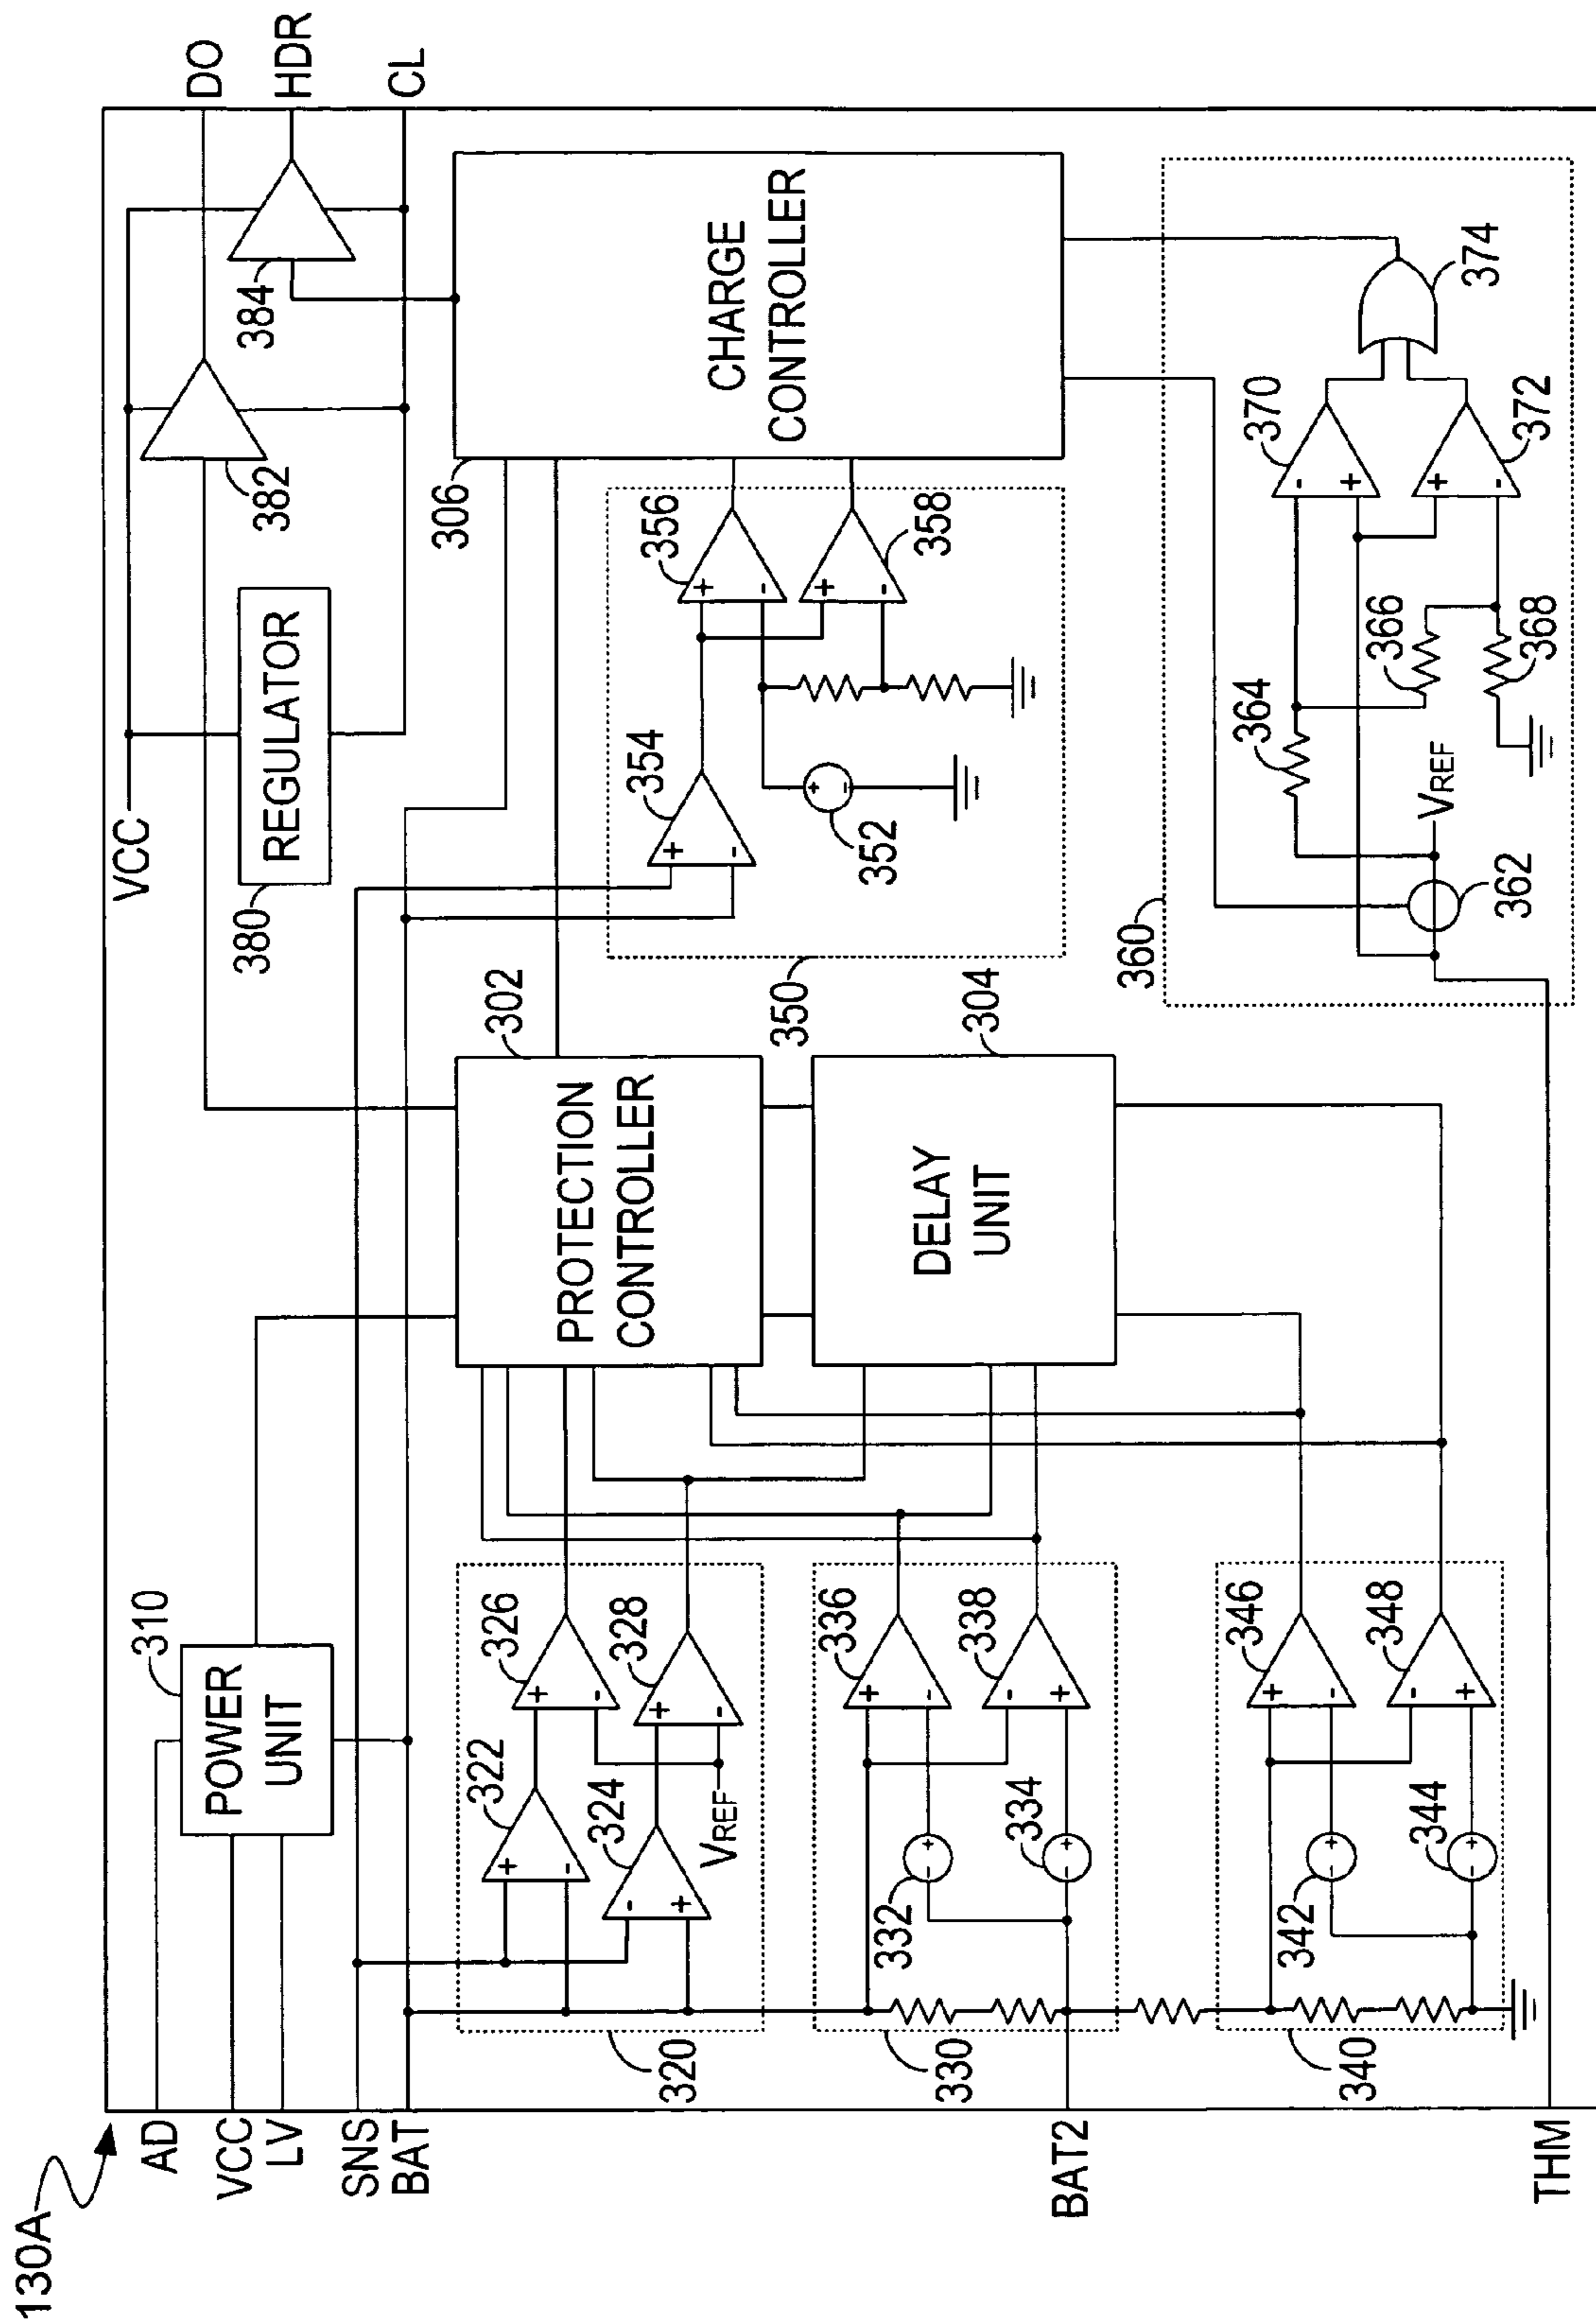 130A
AD
VCC
LV
SNS
BAT
BAT2
THM
310
POWER
UNIT
320
322
324
326
328
VREF
330
332
334
336
338
340
342
344
346
348
302
PROTECTION
CONTROLLER
304
DELAY
UNIT
VCC
380
REGULATOR
382
384
DO
HDR
CL
306
CHARGE
CONTROLLER
350
352
354
356
358
360
362
VREF
364
366
368
370
372
374